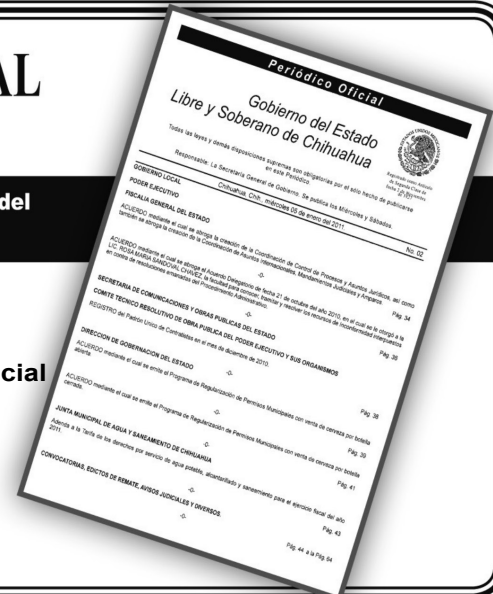 AL
del
cial
Periódico Oficial
Gobierno del Estado
Libre y Soberano de Chihuahua
Todas las leyes y demás disposiciones supremas son obligatorias por el sólo hecho de publicarse
en este Periódico.
Responsable: La Secretaría General de Gobierno. Se publica los Miércoles y Sábados.
Chihuahua, Chih., miércoles 05 de enero del 2011.
No. 02
GOBIERNO LOCAL
PODER EJECUTIVO
FISCALIA GENERAL DEL ESTADO
ACUERDO mediante el cual se abroga la creación de la Coordinación de Control de Procesos y Asuntos Jurídicos, así como
también se abroga la creación de la Coordinación de Asuntos Internacionales, Mandamientos Judiciales y Amparos.
Pág. 34
-0-
ACUERDO mediante el cual se abroga el Acuerdo Delegatorio de fecha 21 de octubre del año 2010, en el cual se le otorgó a la
LIC. ROSA MARIA SANDOVAL CHAVEZ, la facultad para conocer, tramitar y resolver los recursos de inconformidad interpuestos
en contra de resoluciones emanadas del Procedimiento Administrativo.
Pág. 36
-0-
SECRETARIA DE COMUNICACIONES Y OBRAS PUBLICAS DEL ESTADO
COMITE TECNICO RESOLUTIVO DE OBRA PUBLICA DEL PODER EJECUTIVO Y SUS ORGANISMOS
REGISTRO del Padrón Único de Contratistas en el mes de diciembre de 2010.
Pág. 38
-0-
DIRECCION DE GOBERNACION DEL ESTADO
ACUERDO mediante el cual se emite el Programa de Regularización de Permisos Municipales con venta de cerveza por botella
abierta.
Pág. 39
-0-
ACUERDO mediante el cual se emite el Programa de Regularización de Permisos Municipales con venta de cerveza por botella
cerrada.
Pág. 41
-0-
JUNTA MUNICIPAL DE AGUA Y SANEAMIENTO DE CHIHUAHUA
Adenda a la Tarifa de los derechos por servicio de agua potable, alcantarillado y saneamiento para el ejercicio fiscal del año
2011.
Pág. 43
-0-
CONVOCATORIAS, EDICTOS DE REMATE, AVISOS JUDICIALES Y DIVERSOS.
Pág. 44 a la Pág. 64
-0-